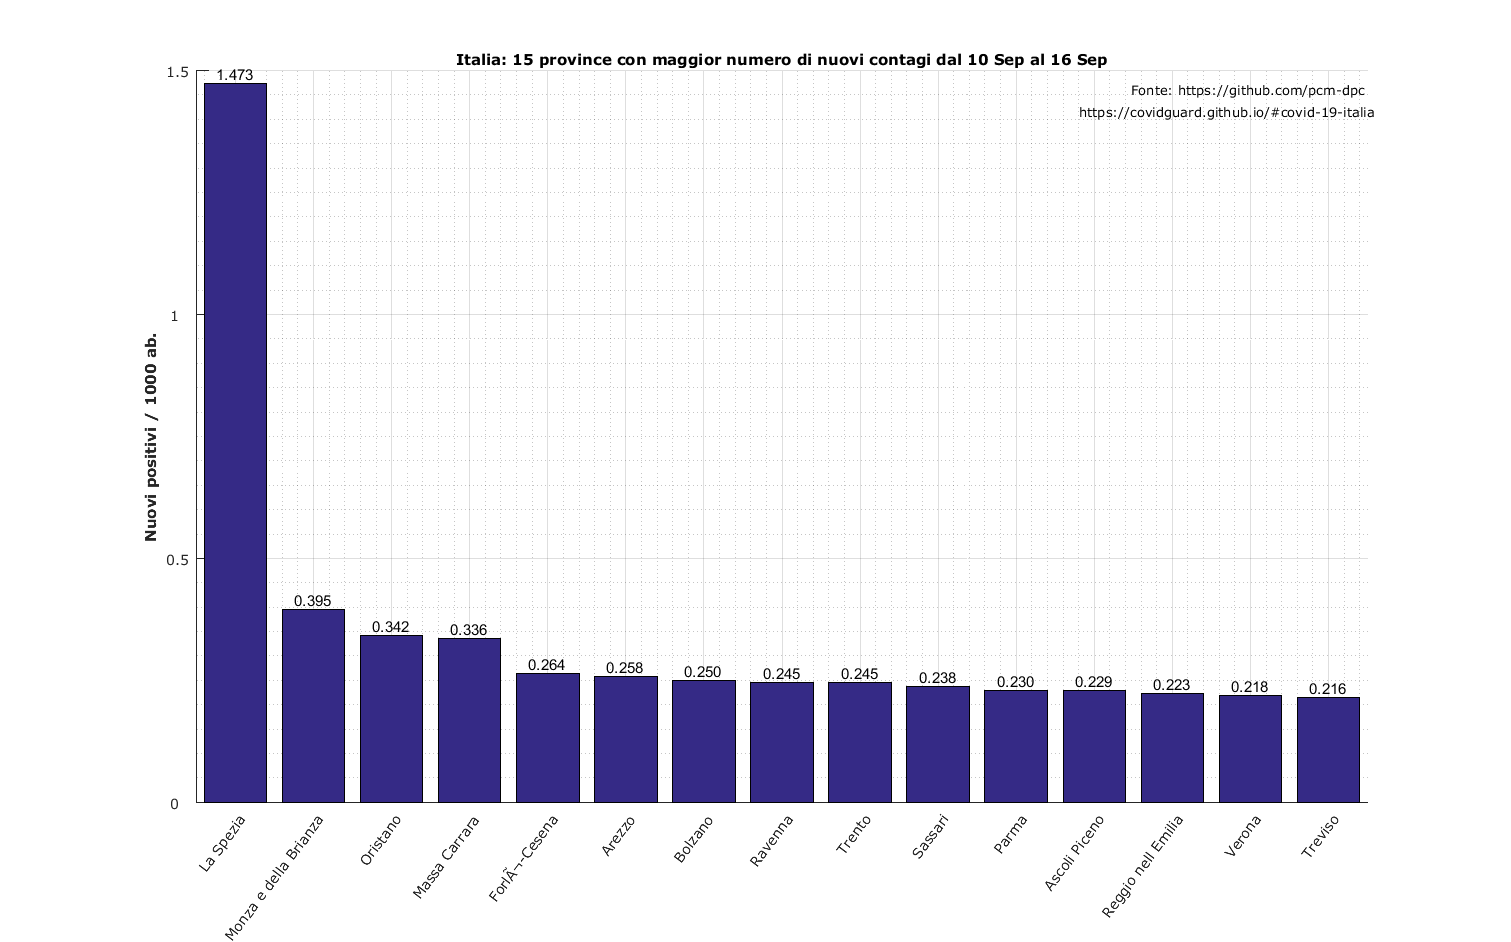 Italia: 15 province con maggior numero di nuovi contagi dal 10 Sep al 16 Sep
Fonte: https://github.com/pcm-dpc
https://covidguard.github.io/#covid-19-italia
Nuovi positivi / 1000 ab.
1.5
1
0.5
0
1.473
0.395
0.342
0.336
0.264
0.258
0.250
0.245
0.245
0.238
0.230
0.229
0.223
0.218
0.216
La Spezia
Monza e della Brianza
Oristano
Massa Carrara
ForlÃ¬-Cesena
Arezzo
Bolzano
Ravenna
Trento
Sassari
Parma
Ascoli Piceno
Reggio nell Emilia
Verona
Treviso